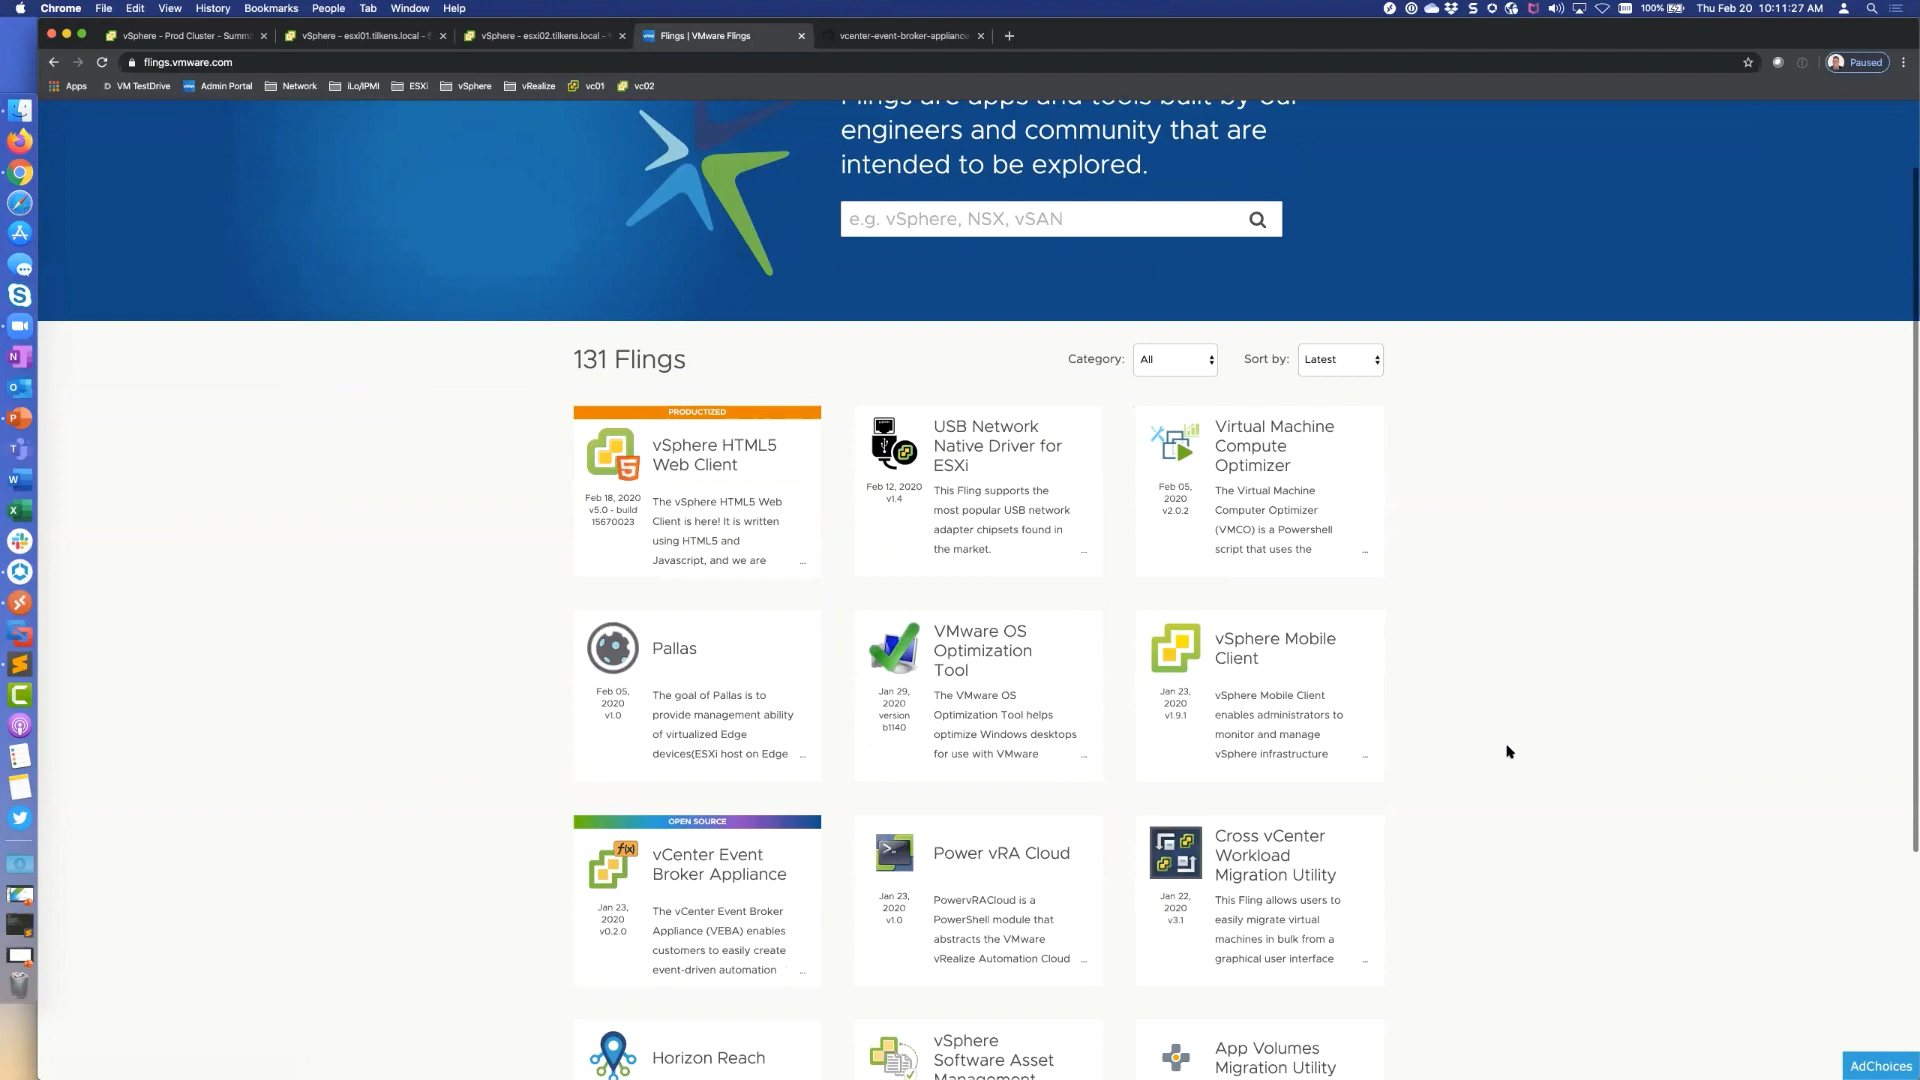 Chrome File Edit View History Bookmarks People Tab Window Help
100% Thu Feb 20 10:11:27 AM
vSphere - Prod Cluster - Summ
vSphere - esxi01.tilkens.local - S
vSphere - esxi02.tilkens.local -
Flings | VMware Flings
vcenter-event-broker-appliance
flings.vmware.com
Paused
Apps VM TestDrive Admin Portal Network iLo/IPMI ESXi vSphere vRealize vc01 vc02
Flings are apps and tools built by our
engineers and community that are
intended to be explored.
e.g. vSphere, NSX, vSAN
131 Flings
Category: All Sort by: Latest
PRODUCTIZED
vSphere HTML5
Web Client
Feb 18, 2020
v5.0 - build
15670023
The vSphere HTML5 Web
Client is here! It is written
using HTML5 and
Javascript, and we are ...
USB Network
Native Driver for
ESXi
Feb 12, 2020
v1.4
This Fling supports the
most popular USB network
adapter chipsets found in
the market. ...
Virtual Machine
Compute
Optimizer
Feb 05,
2020
v2.0.2
The Virtual Machine
Computer Optimizer
(VMCO) is a Powershell
script that uses the ...
Pallas
Feb 05,
2020
v1.0
The goal of Pallas is to
provide management ability
of virtualized Edge
devices(ESXi host on Edge ...
VMware OS
Optimization
Tool
Jan 29,
2020
version
b1140
The VMware OS
Optimization Tool helps
optimize Windows desktops
for use with VMware ...
vSphere Mobile
Client
Jan 23,
2020
v1.9.1
vSphere Mobile Client
enables administrators to
monitor and manage
vSphere infrastructure ...
OPEN SOURCE
f(x)
vCenter Event
Broker Appliance
Jan 23,
2020
v0.2.0
The vCenter Event Broker
Appliance (VEBA) enables
customers to easily create
event-driven automation ...
Power vRA Cloud
Jan 23,
2020
v1.0
PowervRACloud is a
PowerShell module that
abstracts the VMware
vRealize Automation Cloud ...
Cross vCenter
Workload
Migration Utility
Jan 22,
2020
v3.1
This Fling allows users to
easily migrate virtual
machines in bulk from a
graphical user interface ...
Horizon Reach
vSphere
Software Asset
Management
App Volumes
Migration Utility
AdChoices